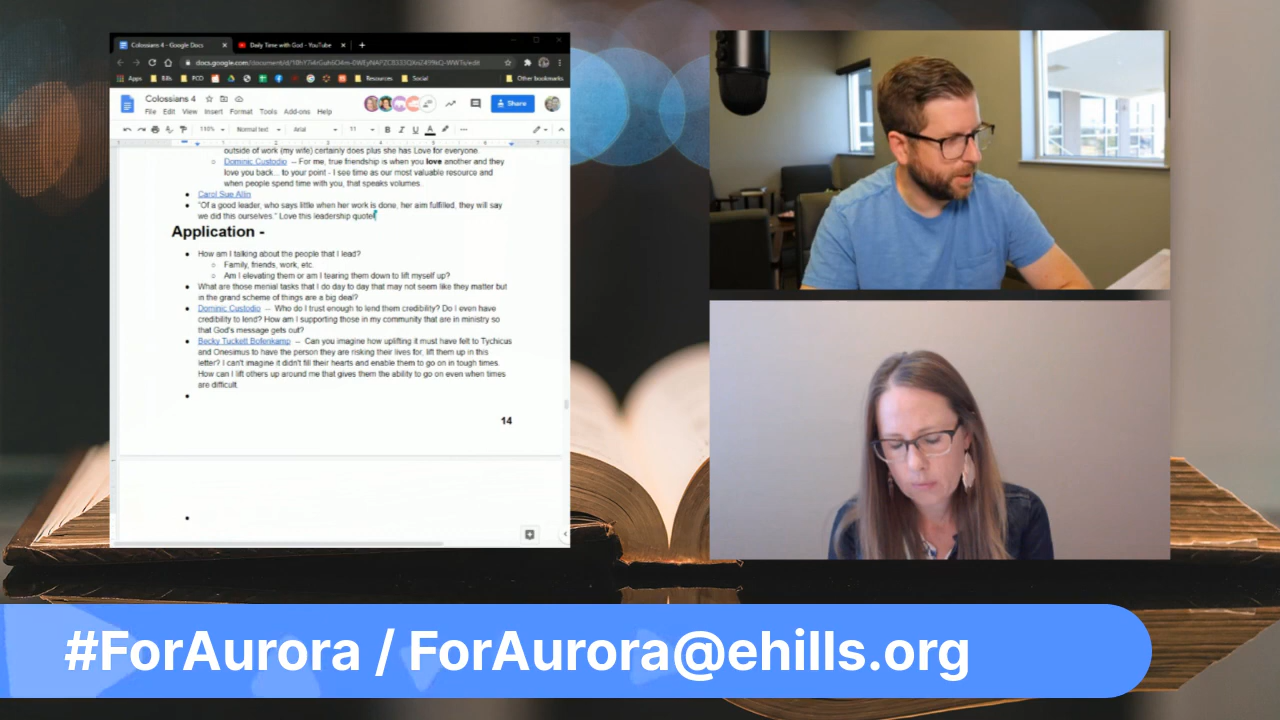 Colossians 4 - Google Docs
Daily Time with God - YouTube
Apps
Bills
PCO
Resources
Social
Other bookmarks
Colossians 4
File Edit View Insert Format Tools Add-ons Help
Share
110%
Normal text
Arial
11
B I U A
outside of work (my wife) certainly does plus she has Love for everyone.
Dominic Custodio – For me, true friendship is when you love another and they
love you back... to your point - I see time as our most valuable resource and
when people spend time with you, that speaks volumes.
Carol Sue Allin
"Of a good leader, who says little when her work is done, her aim fulfilled, they will say
we did this ourselves." Love this leadership quote!
Application -
How am I talking about the people that I lead?
Family, friends, work, etc.
Am I elevating them or am I tearing them down to lift myself up?
What are those menial tasks that I do day to day that may not seem like they matter but
in the grand scheme of things are a big deal?
Dominic Custodio – Who do I trust enough to lend them credibility? Do I even have
credibility to lend? How am I supporting those in my community that are in ministry so
that God's message gets out?
Becky Tuckett Bofenkamp – Can you imagine how uplifting it must have felt to Tychicus
and Onesimus to have the person they are risking their lives for, lift them up in this
letter? I can't imagine it didn't fill their hearts and enable them to go on in tough times.
How can I lift others up around me that gives them the ability to go on even when times
are difficult.
14
#ForAurora / ForAurora@ehills.org